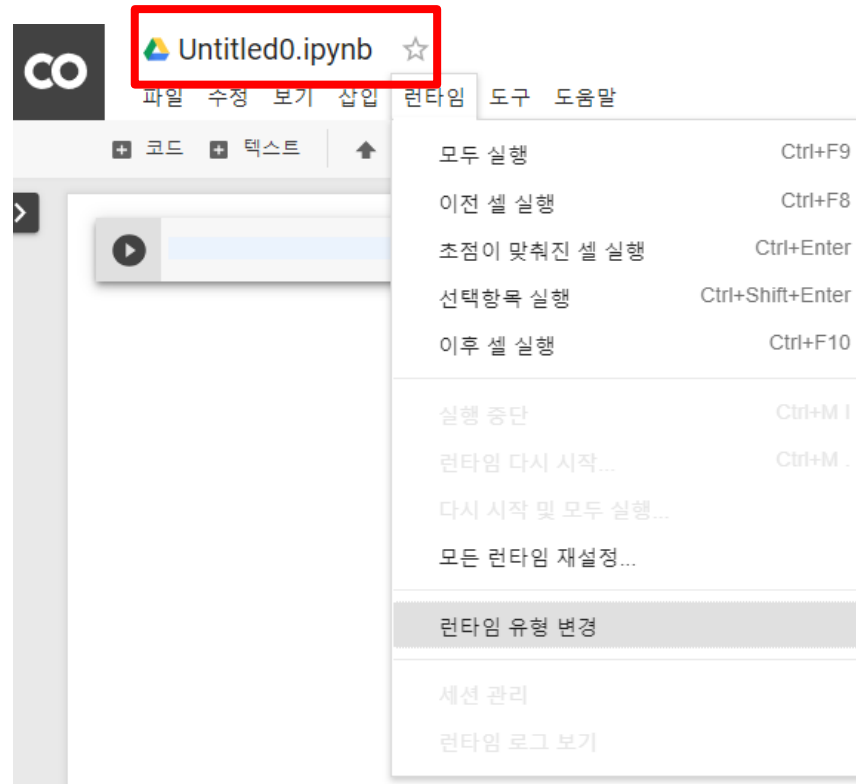 CO
Untitled0.ipynb
파일 수정 보기 삽입 런타임 도구 도움말
코드 텍스트
모두 실행 Ctrl+F9
이전 셀 실행 Ctrl+F8
초점이 맞춰진 셀 실행 Ctrl+Enter
선택항목 실행 Ctrl+Shift+Enter
이후 셀 실행 Ctrl+F10
실행 중단 Ctrl+M I
런타임 다시 시작... Ctrl+M .
다시 시작 및 모두 실행...
모든 런타임 재설정...
런타임 유형 변경
세션 관리
런타임 로그 보기